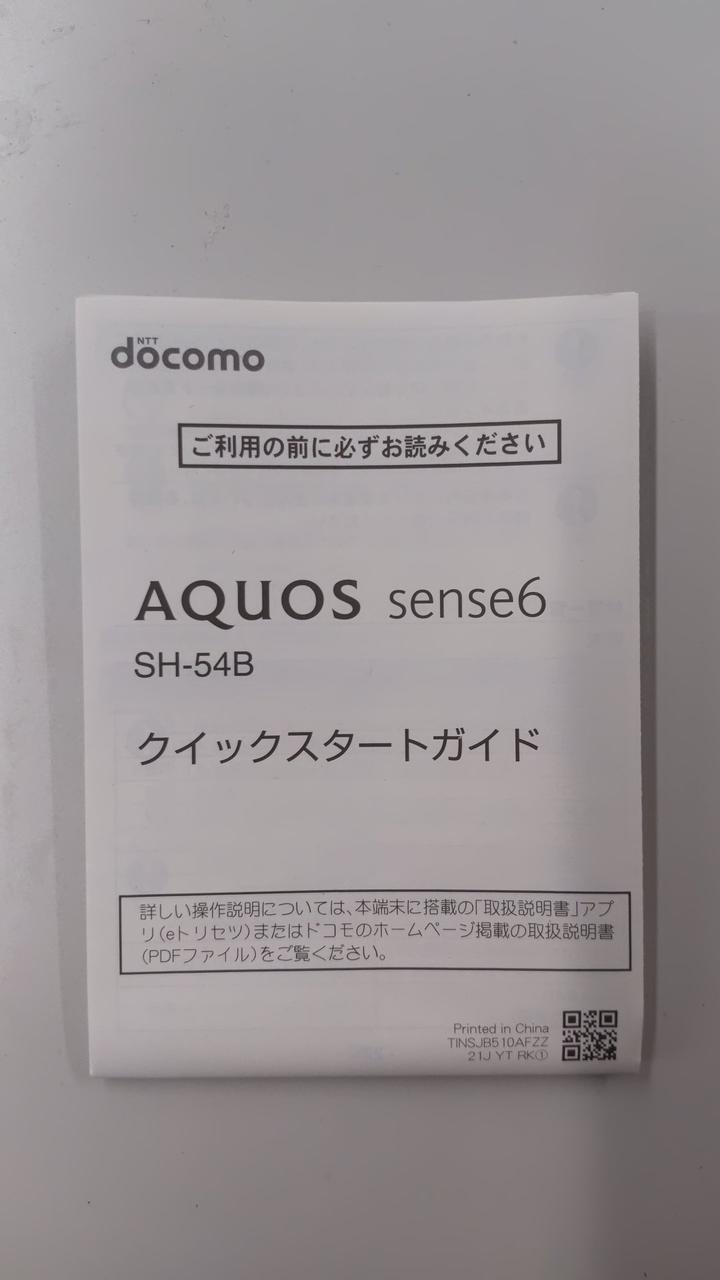 NTT
docomo
ご利用の前に必ずお読みください
AQUOS sense6
SH-54B
クイックスタートガイド
詳しい操作説明については、本端末に搭載の「取扱説明書」アプ
リ(eトリセツ)またはドコモのホームページ掲載の取扱説明書
(PDFファイル)をご覧ください。
Printed in China
TINSJB510AFZZ
21J YT RK①